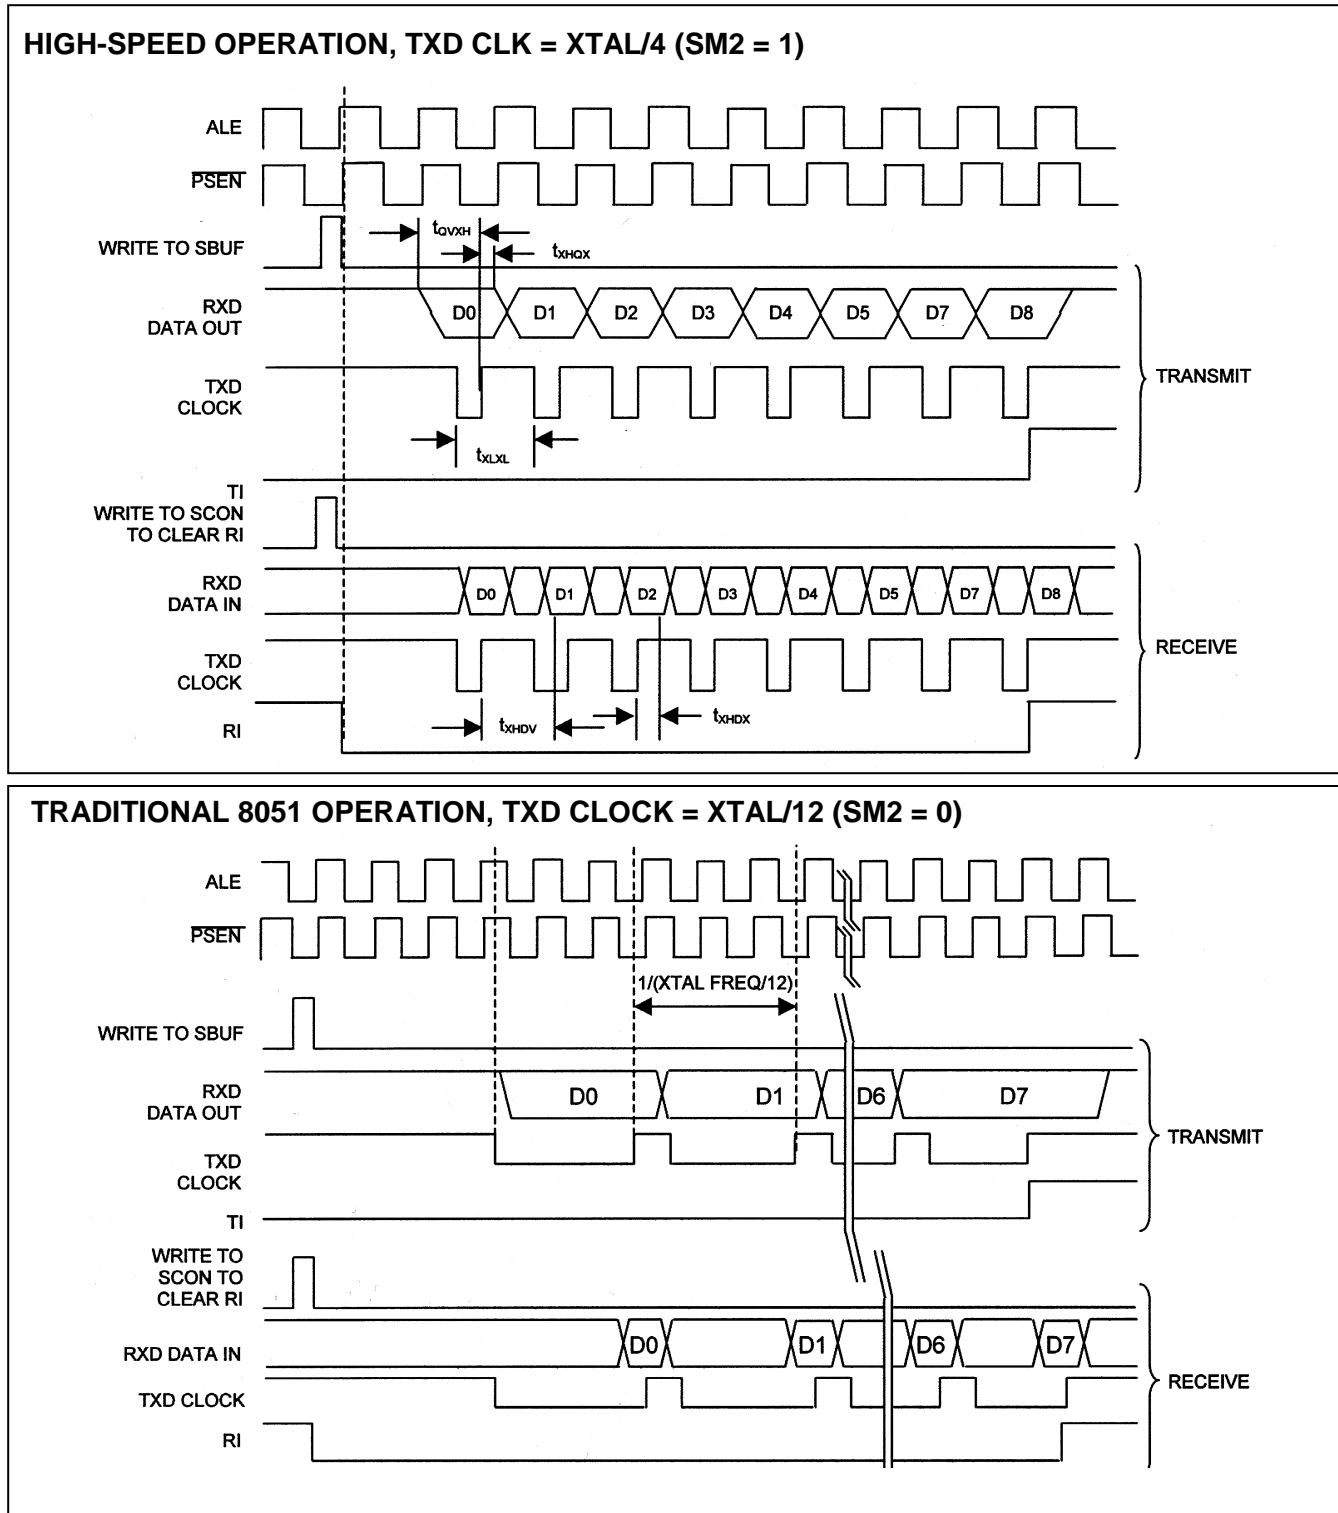 HIGH-SPEED OPERATION, TXD CLK = XTAL/4 (SM2 = 1)
ALE
PSEN
WRITE TO SBUF
tQVXH
tXHQX
RXD
DATA OUT
D0 D1 D2 D3 D4 D5 D7 D8
TXD
CLOCK
TRANSMIT
tXLXL
TI
WRITE TO SCON
TO CLEAR RI
RXD
DATA IN
D0 D1 D2 D3 D4 D5 D7 D8
TXD
CLOCK
RECEIVE
tXHDV
tXHDX
RI
TRADITIONAL 8051 OPERATION, TXD CLOCK = XTAL/12 (SM2 = 0)
ALE
PSEN
1/(XTAL FREQ/12)
WRITE TO SBUF
RXD
DATA OUT
D0 D1 D6 D7
TXD
CLOCK
TRANSMIT
TI
WRITE TO
SCON TO
CLEAR RI
RXD DATA IN
D0 D1 D6 D7
TXD CLOCK
RECEIVE
RI